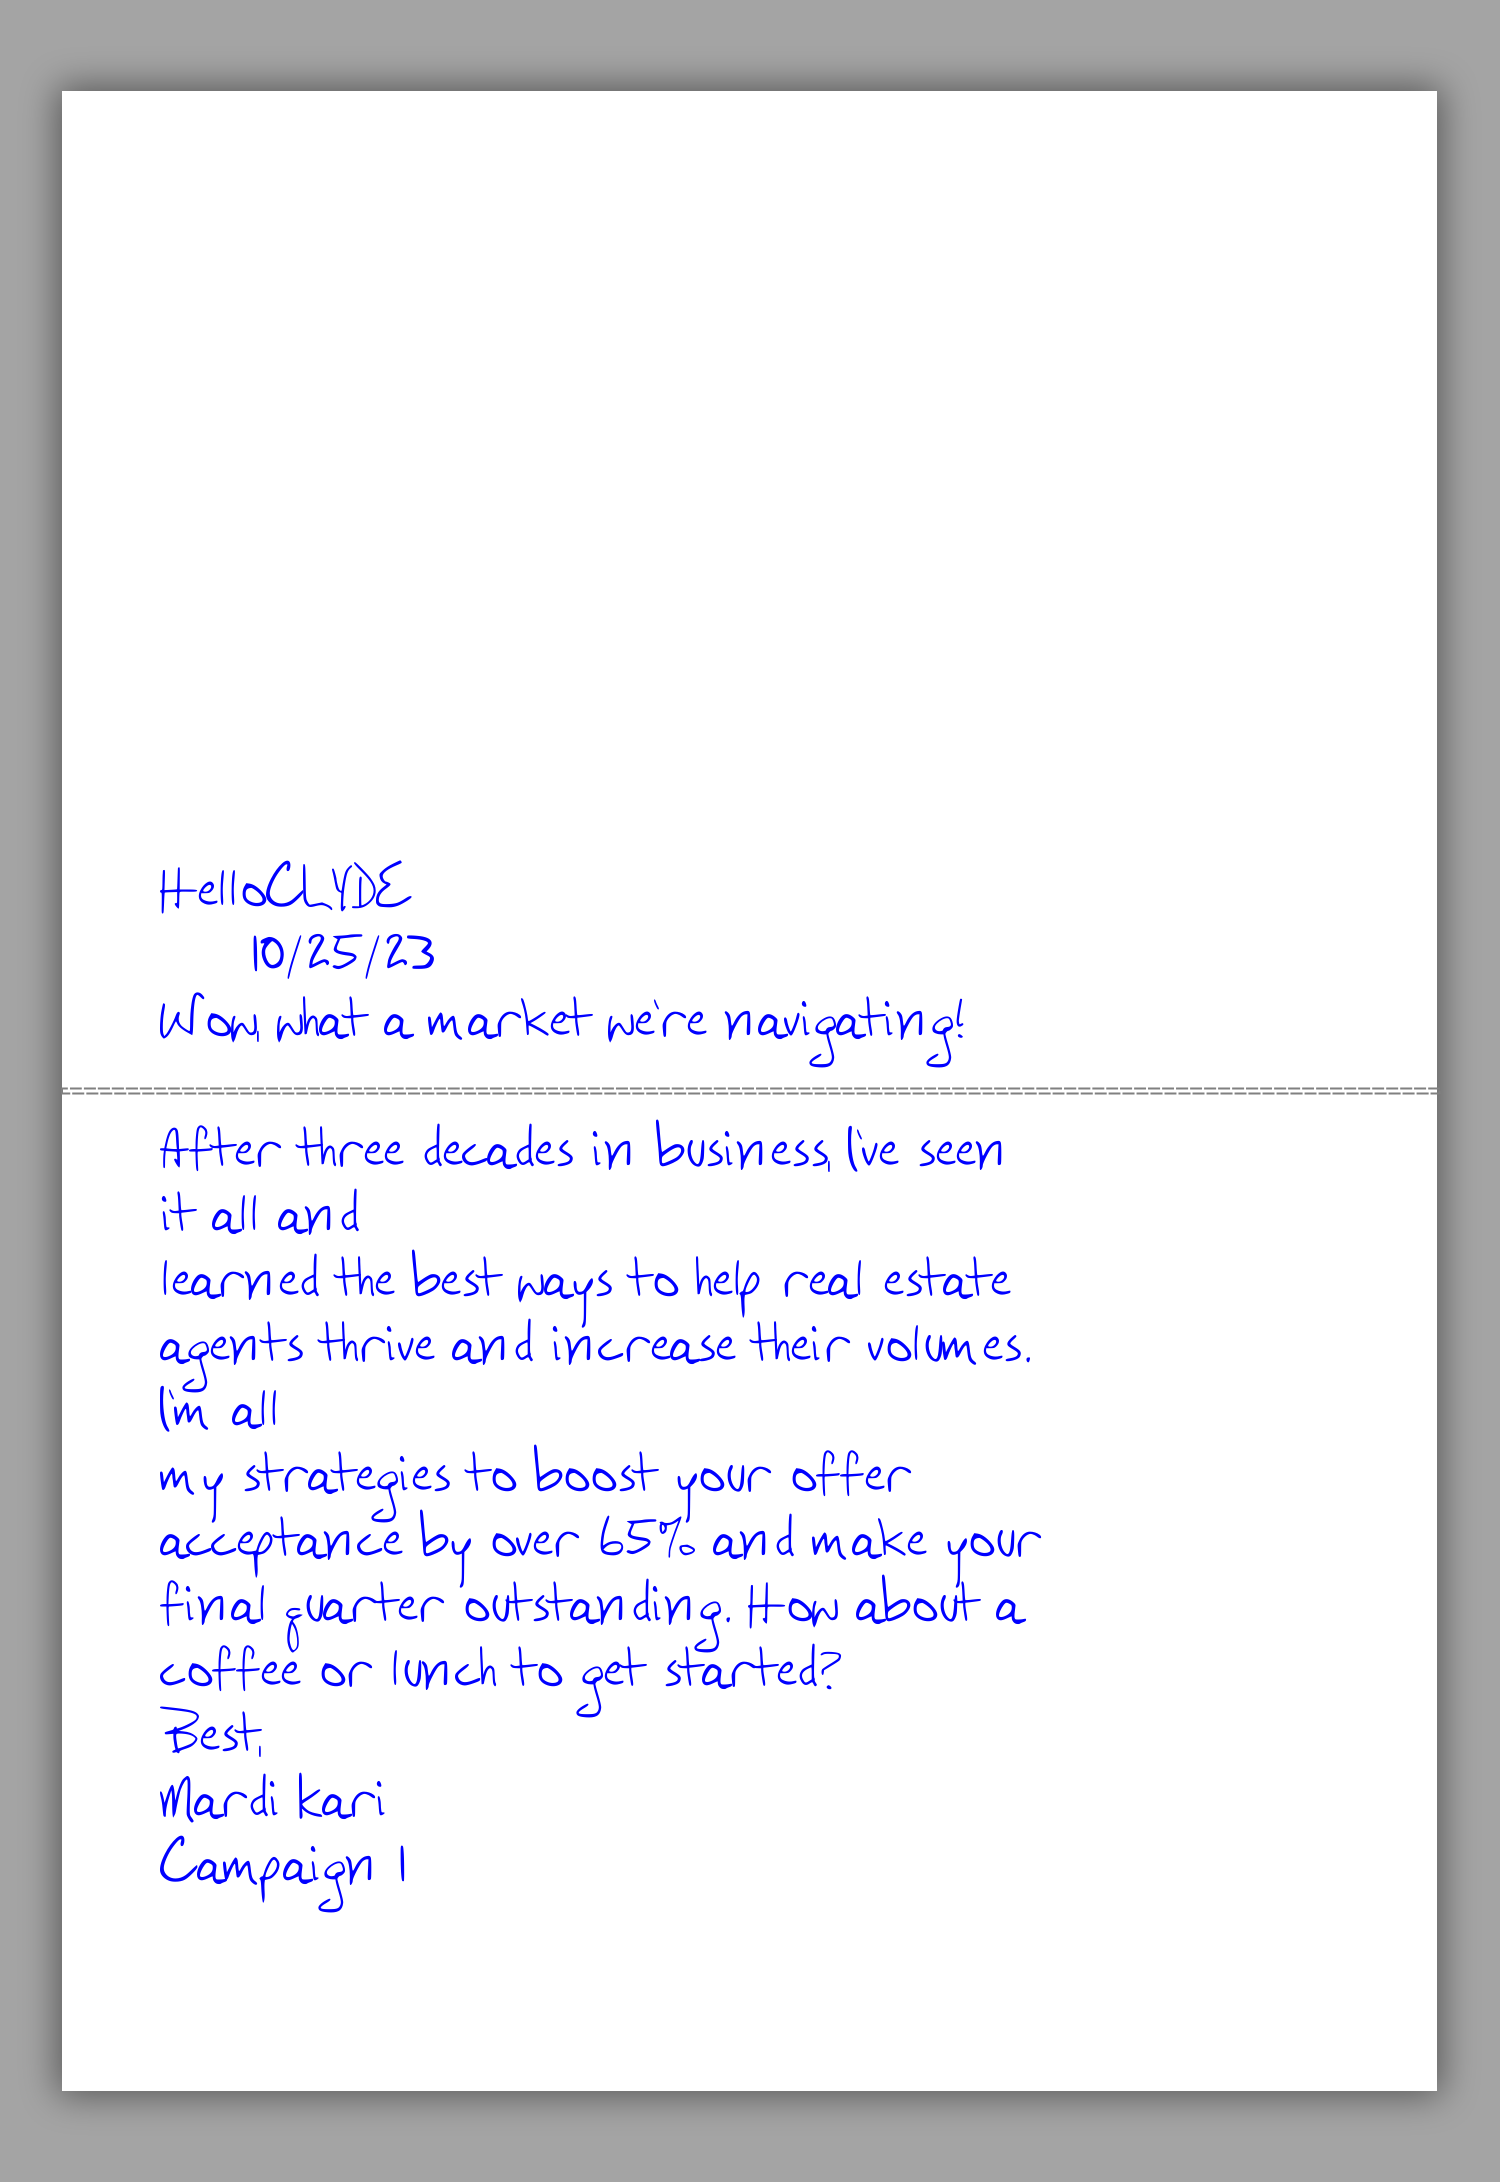 HelloCLYDE
10/25/23
Wow, what a market we're navigating!
After three decades in business, I've seen
it all and
learned the best ways to help real estate
agents thrive and increase their volumes.
I'm all
my strategies to boost your offer
acceptance by over 65% and make your
final quarter outstanding. How about a
coffee or lunch to get started?
Best,
Mardi kari
Campaign 1